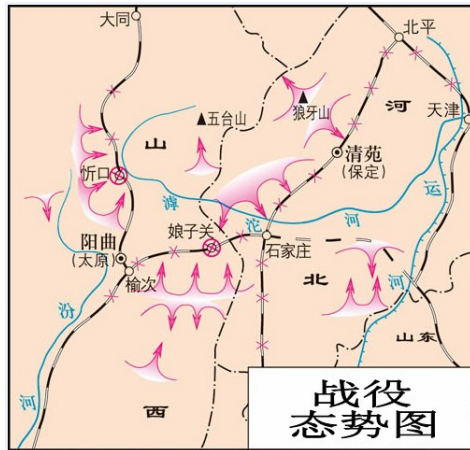 大同
北平
五台山
狼牙山
河
天津
山
忻口
清苑
(保定)
运
滹
沱
河
娘子关
石家庄
阳曲
(太原)
榆次
北
河
汾
山东
河
西
战役
态势图